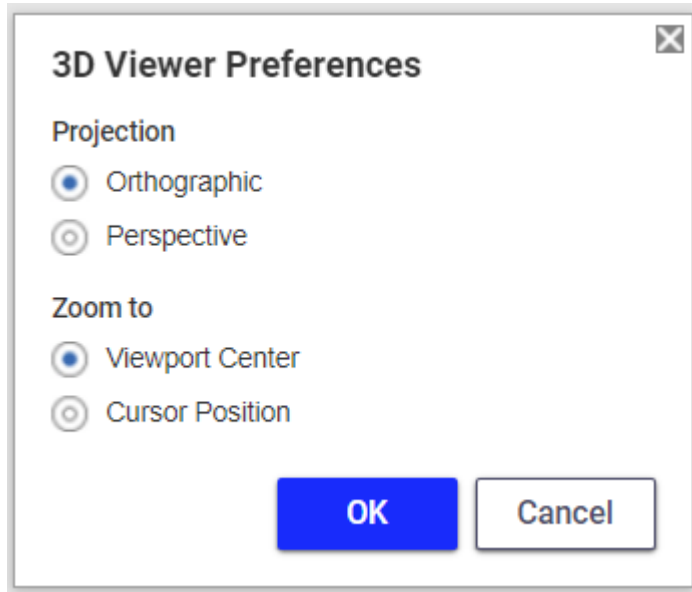 3D Viewer Preferences
Projection
Orthographic
Perspective
Zoom to
Viewport Center
Cursor Position
OK Cancel